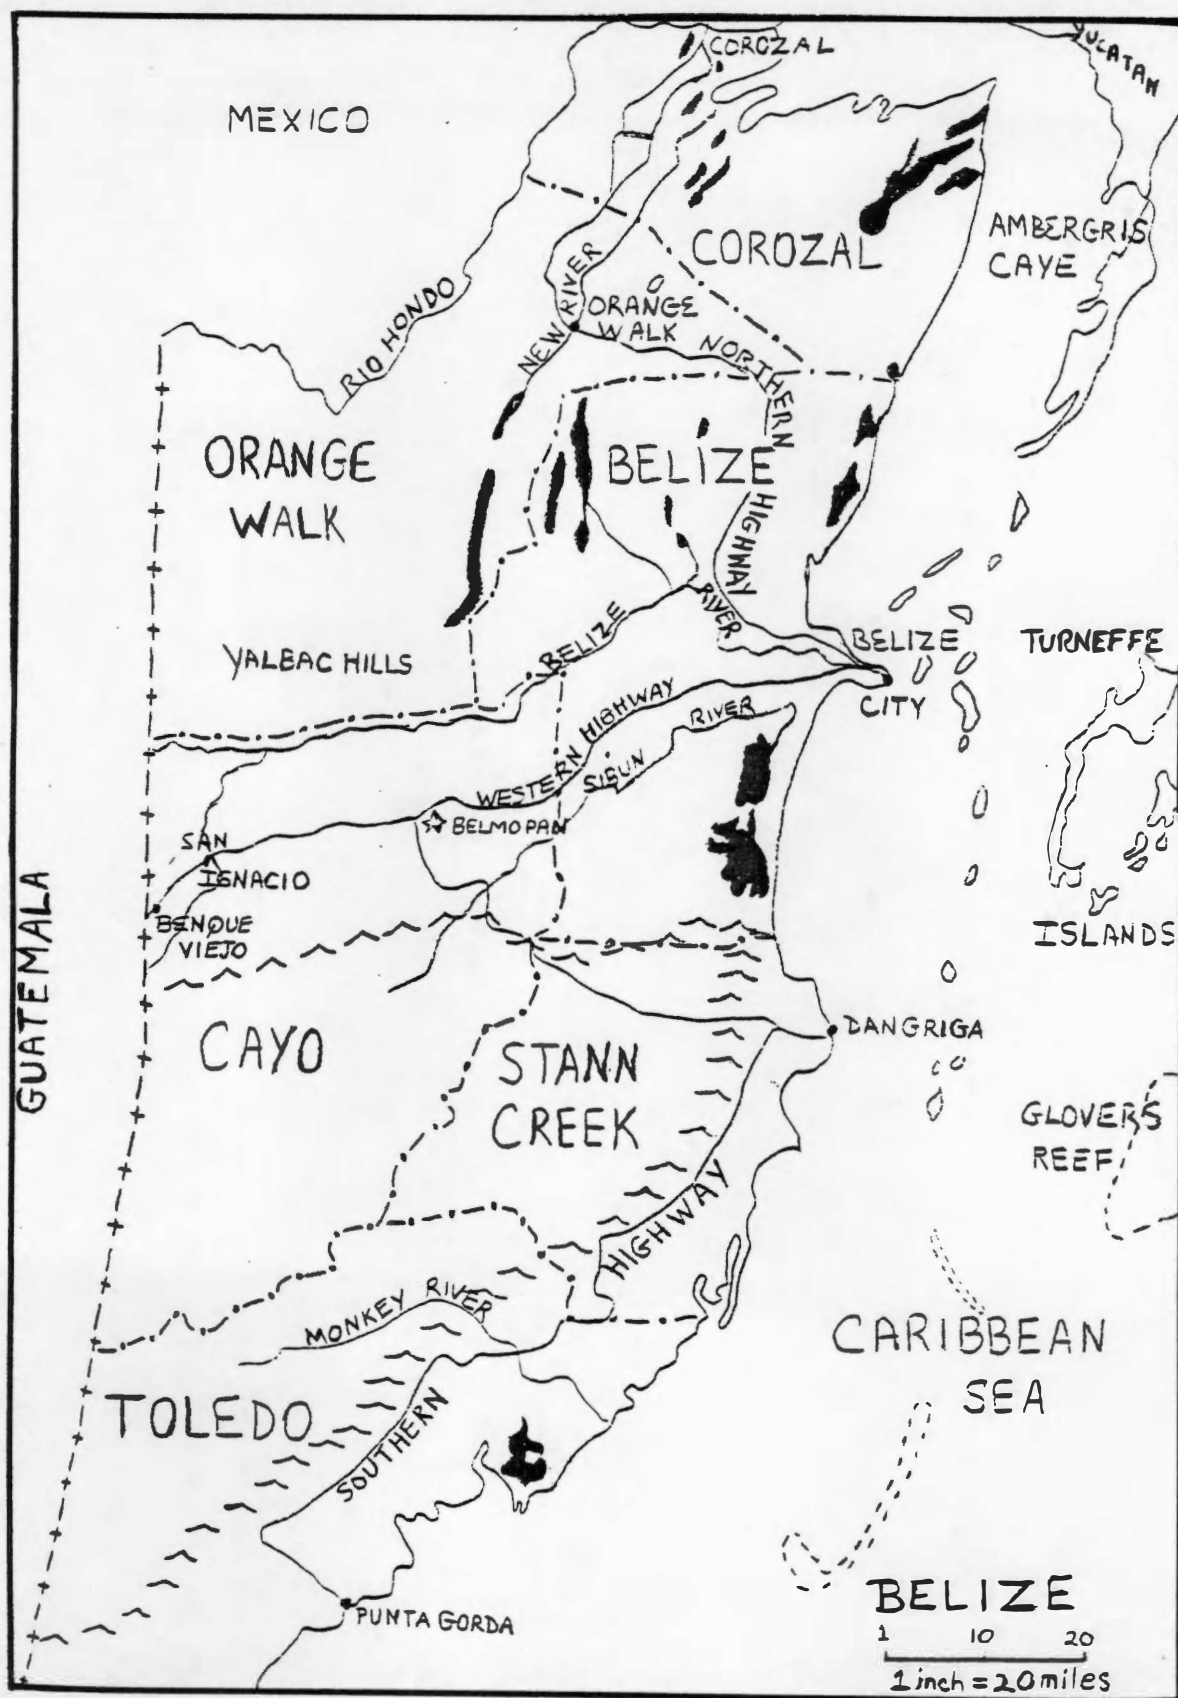 COROZAL
YUCATAN
MEXICO
COROZAL
AMBERGRIS
CAYE
RIO HONDO
NEW RIVER
ORANGE
WALK
NORTHERN
HIGHWAY
ORANGE
WALK
BELIZE
YALBAC HILLS
BELIZE
RIVER
BELIZE
CITY
TURNEFFE
ISLANDS
WESTERN HIGHWAY
SIBUN
RIVER
BELMOPAN
SAN
IGNACIO
BENQUE
VIEJO
GUATEMALA
CAYO
STANN
CREEK
DANGRIGA
GLOVERS
REEF
HIGHWAY
MONKEY RIVER
CARIBBEAN
SEA
TOLEDO
SOUTHERN
PUNTA GORDA
BELIZE
1 10 20
1 inch = 20 miles